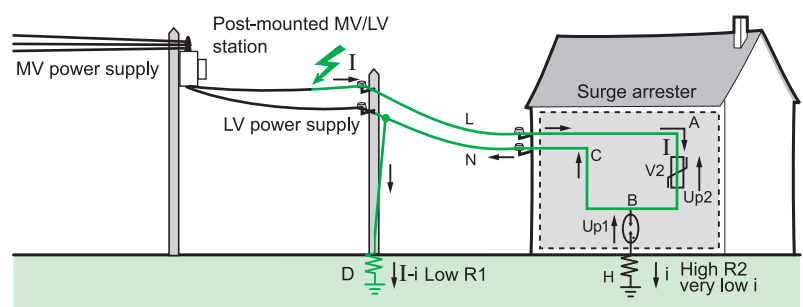 Post-mounted MV/LV
station
MV power supply
I
Surge arrester
LV power supply
L
A
N
C
I
V2
Up2
B
Up1
D
I-i Low R1
H
i
High R2
very low i